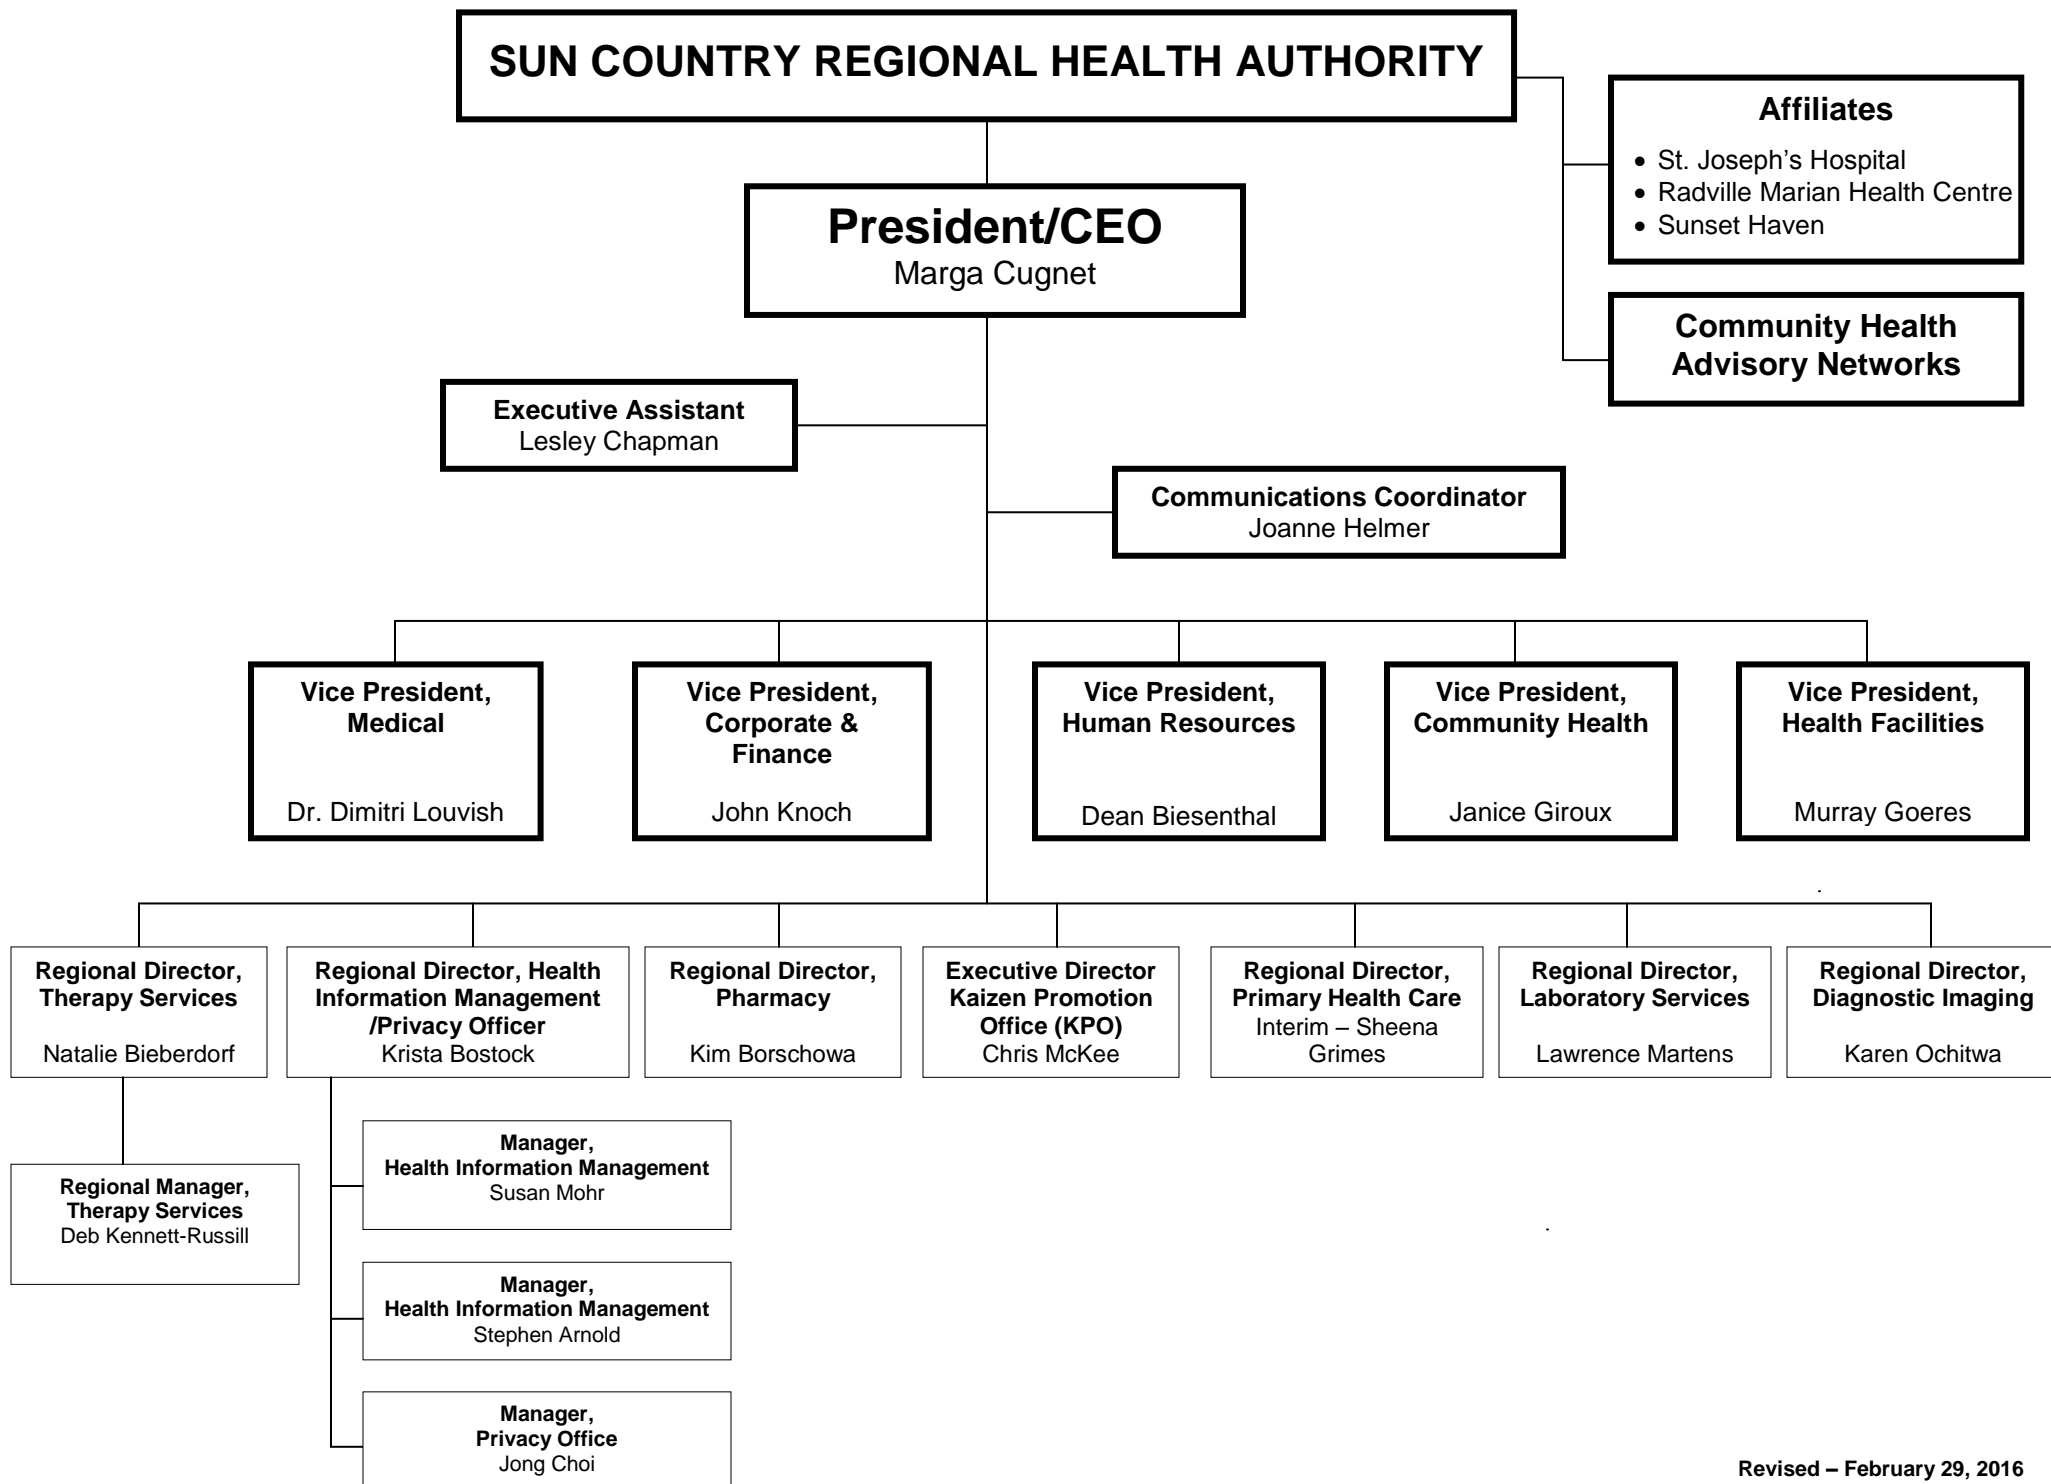 SUN COUNTRY REGIONAL HEALTH AUTHORITY
Affiliates
• St. Joseph's Hospital
• Radville Marian Health Centre
• Sunset Haven
President/CEO
Marga Cugnet
Community Health
Advisory Networks
Executive Assistant
Lesley Chapman
Communications Coordinator
Joanne Helmer
Vice President,
Medical
Dr. Dimitri Louvish
Vice President,
Corporate &
Finance
John Knoch
Vice President,
Human Resources
Dean Biesenthal
Vice President,
Community Health
Janice Giroux
Vice President,
Health Facilities
Murray Goeres
Regional Director,
Therapy Services
Natalie Bieberdorf
Regional Director, Health
Information Management
/Privacy Officer
Krista Bostock
Regional Director,
Pharmacy
Kim Borschowa
Executive Director
Kaizen Promotion
Office (KPO)
Chris McKee
Regional Director,
Primary Health Care
Interim – Sheena
Grimes
Regional Director,
Laboratory Services
Lawrence Martens
Regional Director,
Diagnostic Imaging
Karen Ochitwa
Regional Manager,
Therapy Services
Deb Kennett-Russill
Manager,
Health Information Management
Susan Mohr
Manager,
Health Information Management
Stephen Arnold
Manager,
Privacy Office
Jong Choi
Revised – February 29, 2016